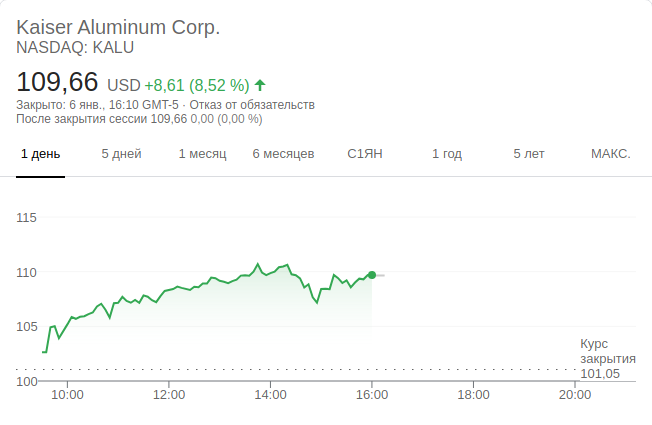 Kaiser Aluminum Corp.
NASDAQ: KALU
109,66 USD +8,61 (8,52 %)
Закрыто: 6 янв., 16:10 GMT-5 · Отказ от обязательств
После закрытия сессии 109,66 0,00 (0,00 %)
1 день 5 дней 1 месяц 6 месяцев С1ЯН 1 год 5 лет МАКС.
115
110
105
Курс
закрытия
101,05
100
10:00 12:00 14:00 16:00 18:00 20:00